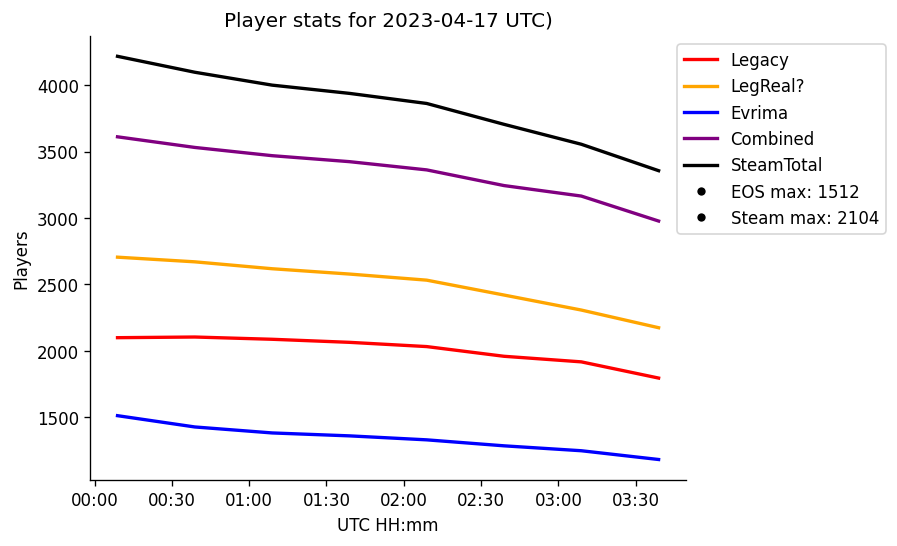 Player stats for 2023-04-17 UTC)
Players
4000
3500
3000
2500
2000
1500
00:00 00:30 01:00 01:30 02:00 02:30 03:00 03:30
UTC HH:mm
Legacy
LegReal?
Evrima
Combined
SteamTotal
EOS max: 1512
Steam max: 2104